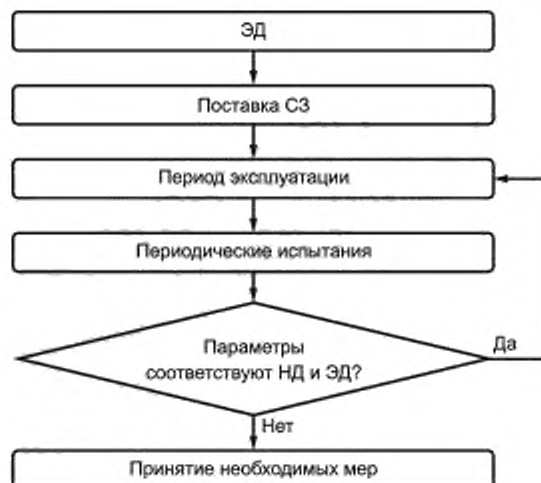 ЭД
Поставка СЗ
Период эксплуатации
Периодические испытания
Параметры
соответствуют НД и ЭД?
Да
Нет
Принятие необходимых мер